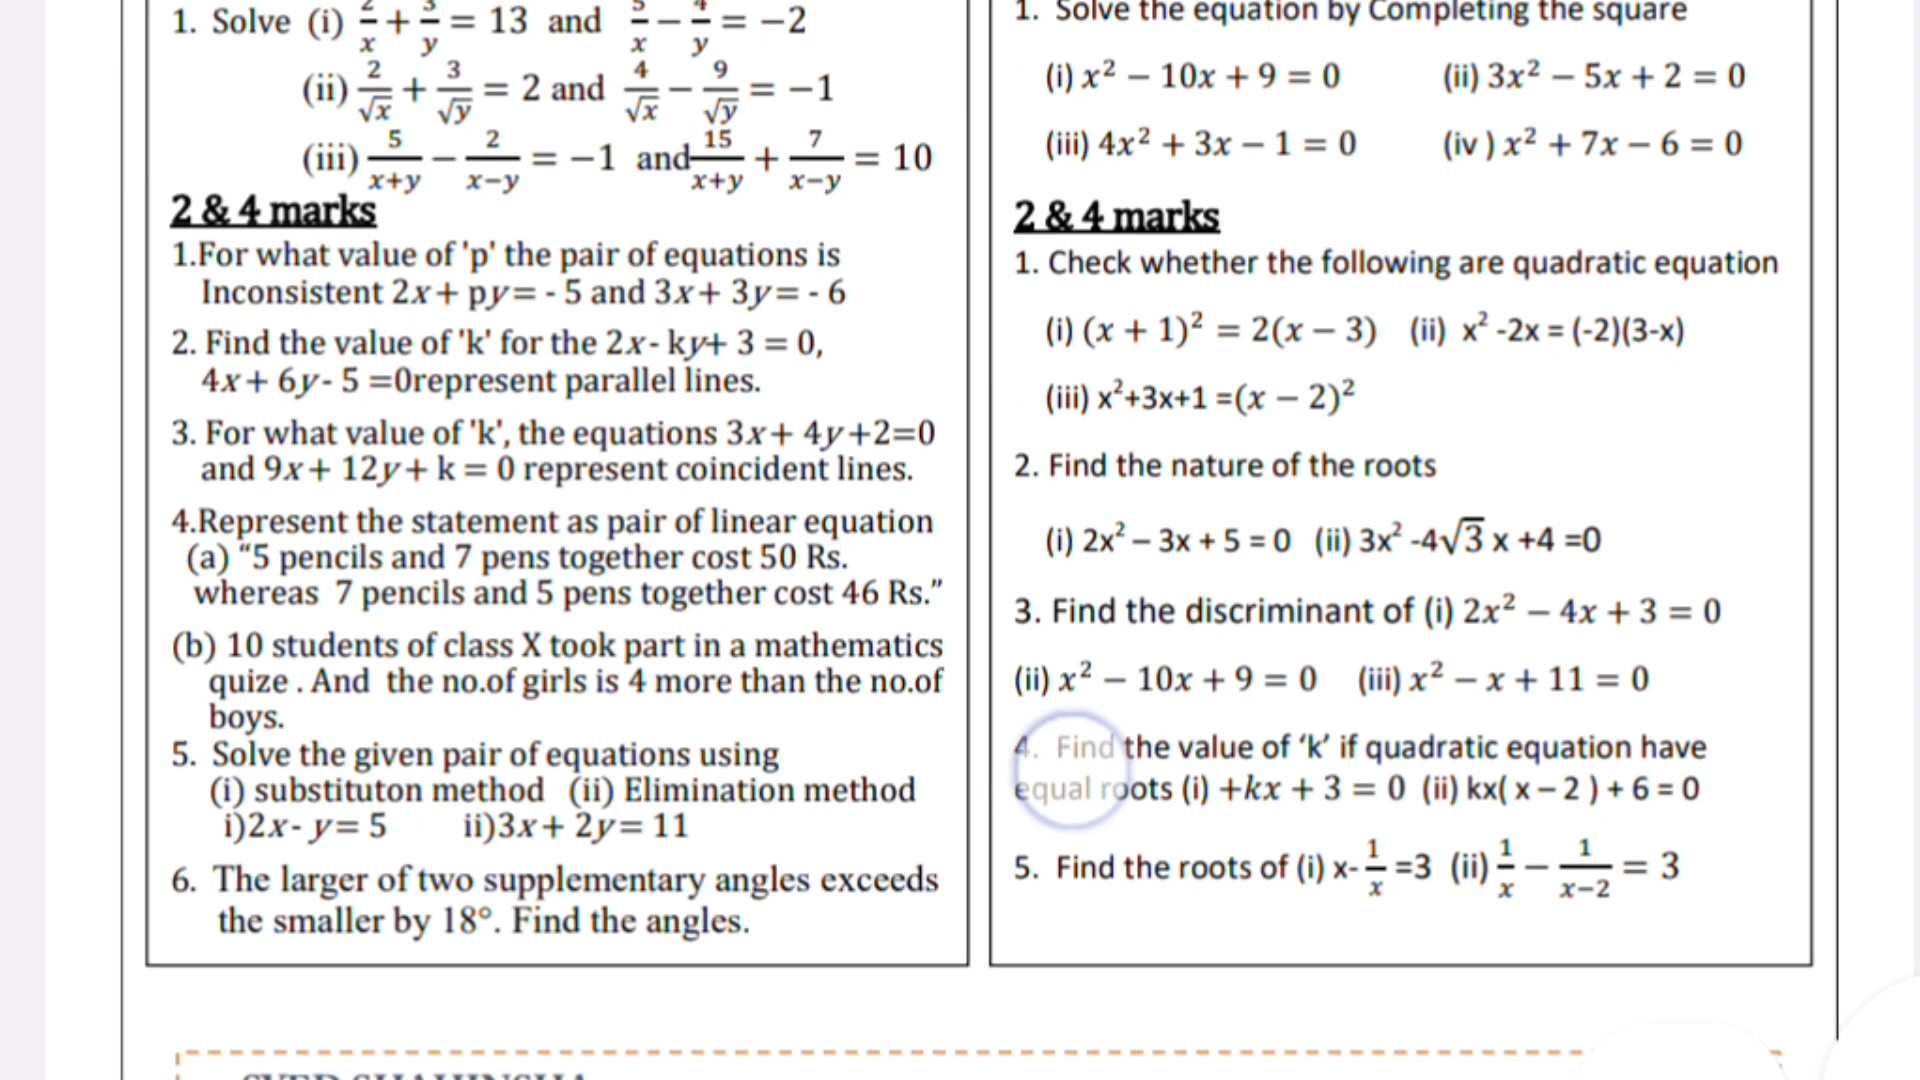 1. Solve (i) 2/x + 3/y = 13 and 5/x − 4/y = −2
(ii) 2/√x + 3/√y = 2 and 4/√x − 9/√y = −1
(iii) 5/x+y − 2/x−y = −1 and 15/x+y + 7/x−y = 10
2 & 4 marks
1.For what value of 'p' the pair of equations is
Inconsistent 2x+ py= - 5 and 3x+ 3y= - 6
2. Find the value of 'k' for the 2x- ky+ 3 = 0,
4x+ 6y- 5 =0represent parallel lines.
3. For what value of 'k', the equations 3x+ 4y+2=0
and 9x+ 12y+ k = 0 represent coincident lines.
4.Represent the statement as pair of linear equation
(a) “5 pencils and 7 pens together cost 50 Rs.
whereas 7 pencils and 5 pens together cost 46 Rs.”
(b) 10 students of class X took part in a mathematics
quize . And the no.of girls is 4 more than the no.of
boys.
5. Solve the given pair of equations using
(i) substituton method (ii) Elimination method
i)2x- y= 5 ii)3x+ 2y= 11
6. The larger of two supplementary angles exceeds
the smaller by 18°. Find the angles.
1. Solve the equation by Completing the square
(i) x² − 10x + 9 = 0 (ii) 3x² − 5x + 2 = 0
(iii) 4x² + 3x − 1 = 0 (iv ) x² + 7x − 6 = 0
2 & 4 marks
1. Check whether the following are quadratic equation
(i) (x + 1)² = 2(x − 3) (ii) x² -2x = (-2)(3-x)
(iii) x²+3x+1 =(x − 2)²
2. Find the nature of the roots
(i) 2x² – 3x + 5 = 0 (ii) 3x² -4√3 x +4 =0
3. Find the discriminant of (i) 2x² − 4x + 3 = 0
(ii) x² − 10x + 9 = 0 (iii) x² − x + 11 = 0
4. Find the value of ‘k’ if quadratic equation have
equal roots (i) +kx + 3 = 0 (ii) kx( x – 2 ) + 6 = 0
5. Find the roots of (i) x- 1/x =3 (ii) 1/x − 1/x−2 = 3